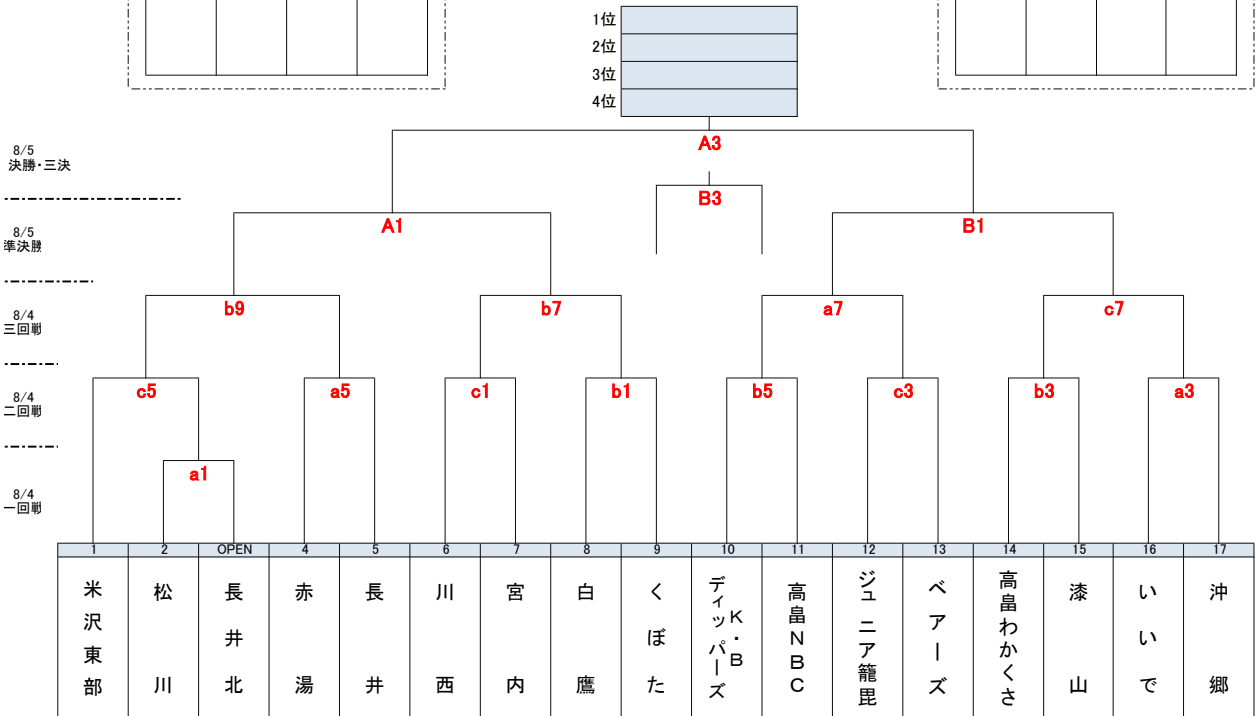 1位
2位
3位
4位
8/5
決勝・三決
A3
B3
8/5
準決勝
A1
B1
8/4
三回戦
b9
b7
a7
c7
8/4
二回戦
c5
a5
c1
b1
b5
c3
b3
a3
8/4
一回戦
a1
1 2 OPEN 4 5 6 7 8 9 10 11 12 13 14 15 16 17
米沢東部
松川
長井北
赤湯
長井
川西
宮内
白鷹
くぼた
K・B
ディッパーズ
高畠NBC
ジュニア籠毘
ベアーズ
高畠わかくさ
漆山
いいいで
沖郷